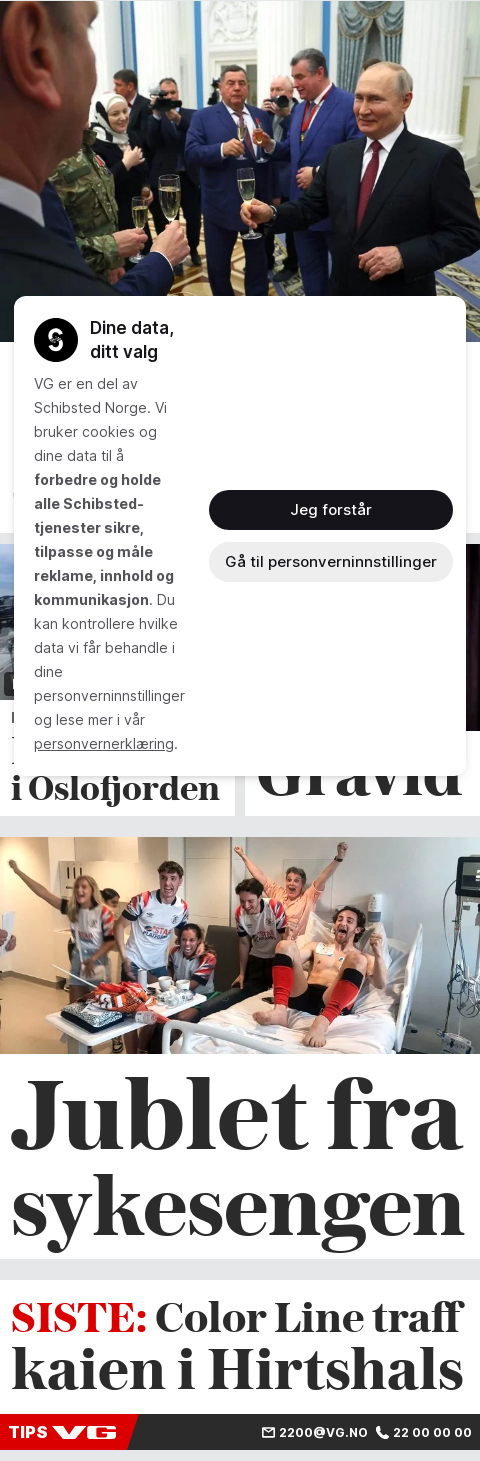 Dine data,
ditt valg
VG er en del av
Schibsted Norge. Vi
bruker cookies og
dine data til å
forbedre og holde
alle Schibsted-
tjenester sikre,
tilpasse og måle
reklame, innhold og
kommunikasjon. Du
kan kontrollere hvilke
data vi får behandle i
dine
personverninnstillinger
og lese mer i vår
personvernerklæring.
Jeg forstår
Gå til personverninnstillinger
i Oslofjorden
Gravid
Jublet fra
sykesengen
SISTE: Color Line traff
kaien i Hirtshals
TIPS VG 2200@VG.NO 22 00 00 00